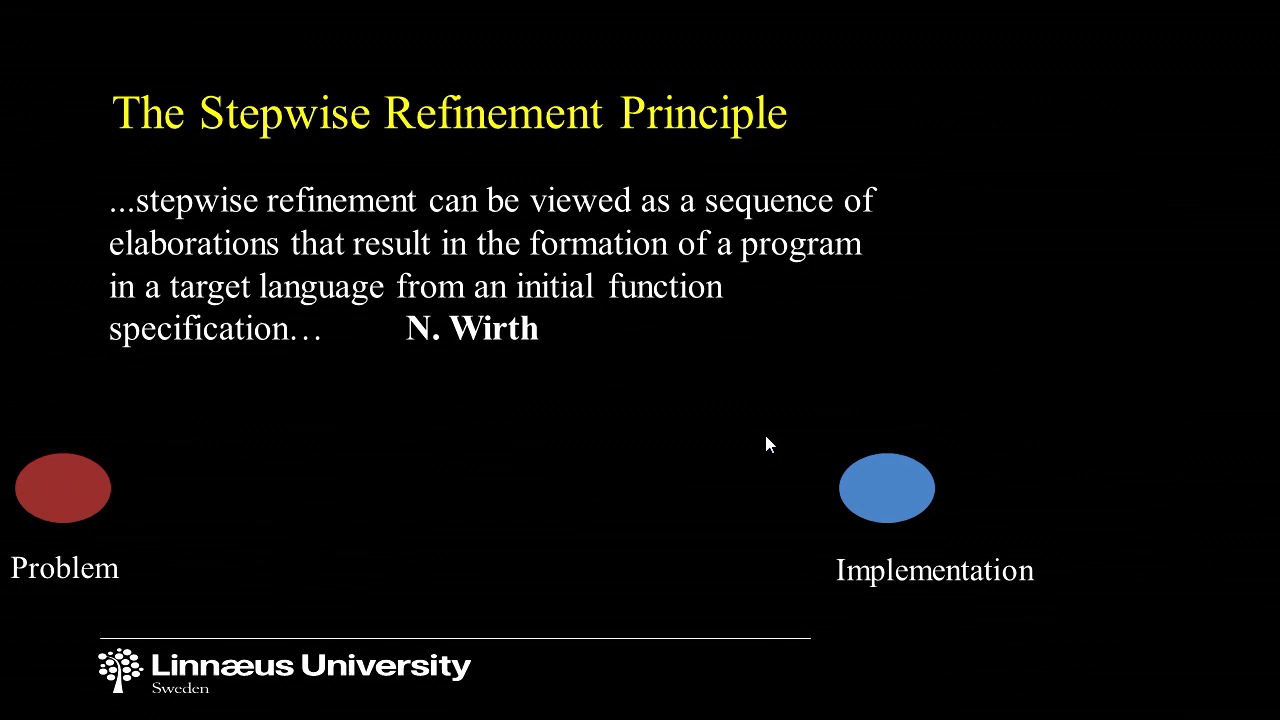 The Stepwise Refinement Principle
...stepwise refinement can be viewed as a sequence of
elaborations that result in the formation of a program
in a target language from an initial function
specification… N. Wirth
Problem
Implementation
Linnæus University
Sweden